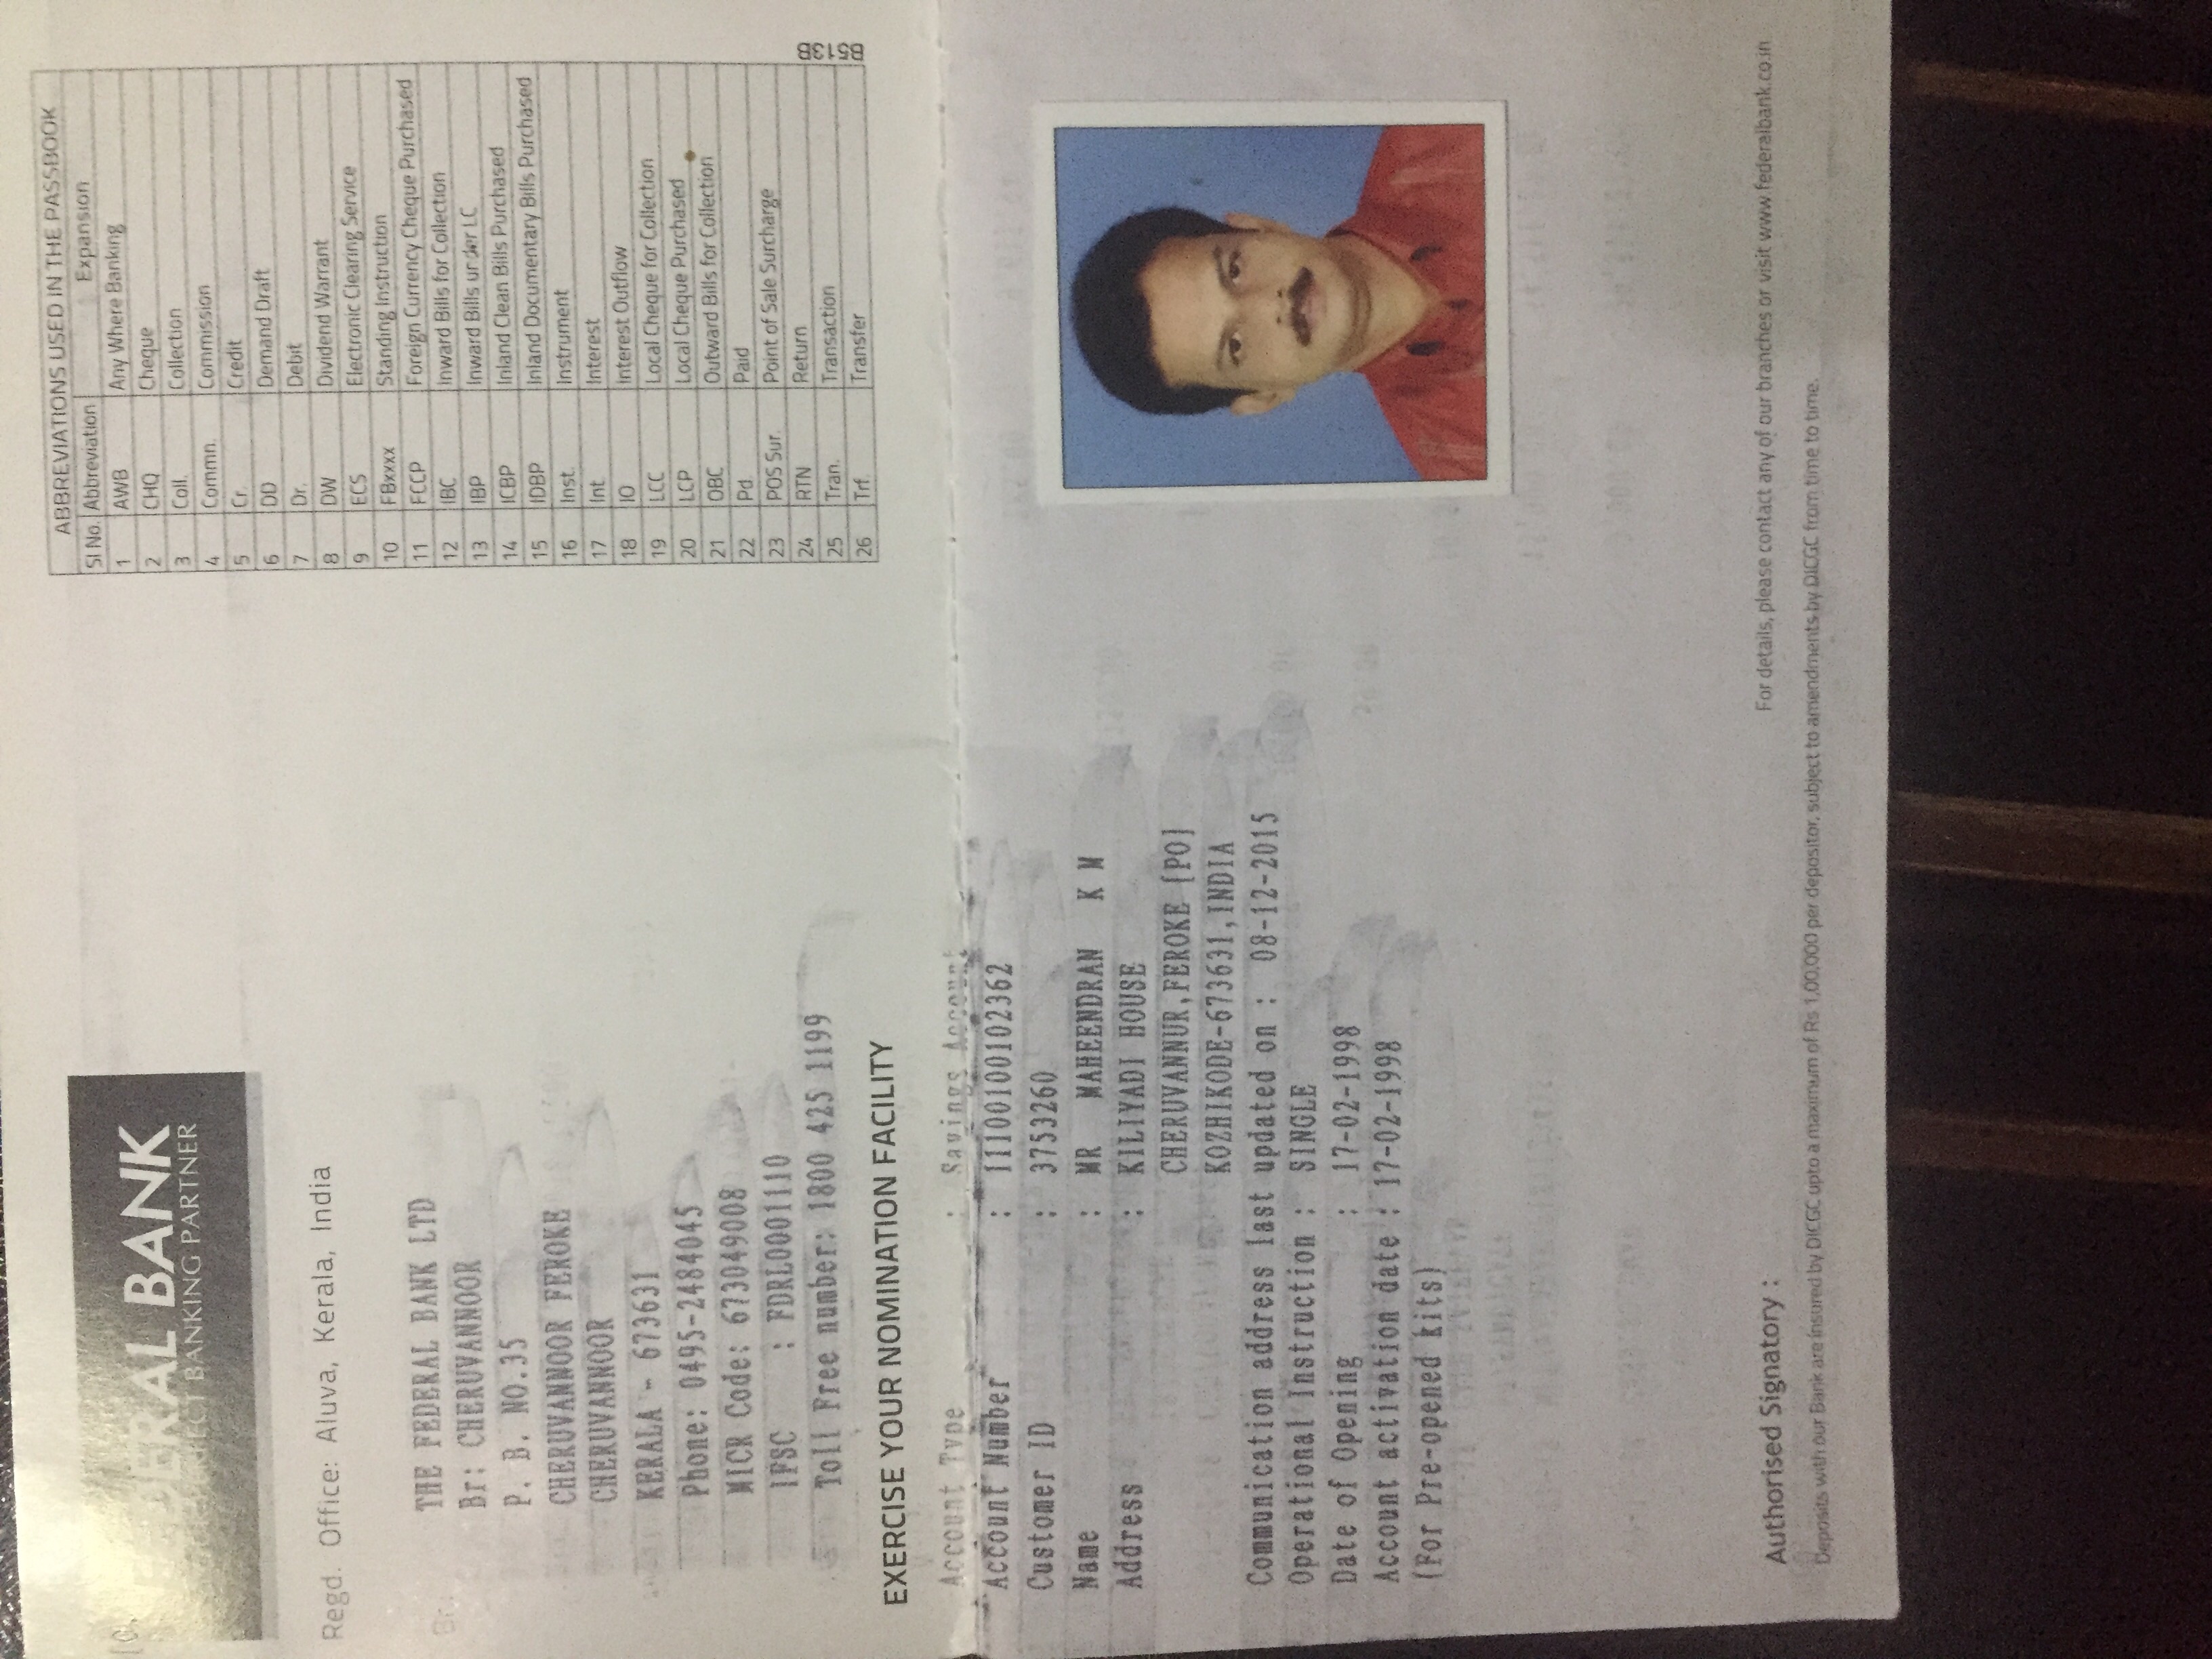 FEDERAL BANK
YOUR PERFECT BANKING PARTNER
Regd. Office: Aluva, Kerala, India
THE FEDERAL BANK LTD
Br: CHERUVANNOOR
P. B. NO.35
CHERUVANNOOR FEROKE
CHERUVANNOOR
KERALA - 673631
Phone: 0495-2484045
MICR Code: 673049008
IFSC : FDRL0001110
Toll Free number: 1800 425 1199
EXERCISE YOUR NOMINATION FACILITY
Account Type : Savings Account
Account Number : 11100100102362
Customer ID : 3753260
Name : MR MAHEENDRAN K M
Address : KILIYADI HOUSE
CHERUVANNUR,FEROKE [PO]
KOZHIKODE-673631,INDIA
Communication address last updated on : 08-12-2015
Operational Instruction : SINGLE
Date of Opening : 17-02-1998
Account activation date : 17-02-1998
(For Pre-opened kits)
ABBREVIATIONS USED IN THE PASSBOOK
Sl No. Abbreviation Expansion
1 AWB Any Where Banking
2 CHQ Cheque
3 Coll. Collection
4 Commn. Commission
5 Cr. Credit
6 DD Demand Draft
7 Dr. Debit
8 DW Dividend Warrant
9 ECS Electronic Clearing Service
10 FBxxxx Standing Instruction
11 FCCP Foreign Currency Cheque Purchased
12 IBC Inward Bills for Collection
13 IBP Inward Bills under LC
14 ICBP Inland Clean Bills Purchased
15 IDBP Inland Documentary Bills Purchased
16 Inst. Instrument
17 Int Interest
18 IO Interest Outflow
19 LCC Local Cheque for Collection
20 LCP Local Cheque Purchased
21 OBC Outward Bills for Collection
22 Pd Paid
23 POS Sur. Point of Sale Surcharge
24 RTN Return
25 Tran. Transaction
26 Trf. Transfer
B513B
Authorised Signatory :
For details, please contact any of our branches or visit www.federalbank.co.in
Deposits with our Bank are insured by DICGC upto a maximum of Rs 1,00,000 per depositor, subject to amendments by DICGC from time to time.